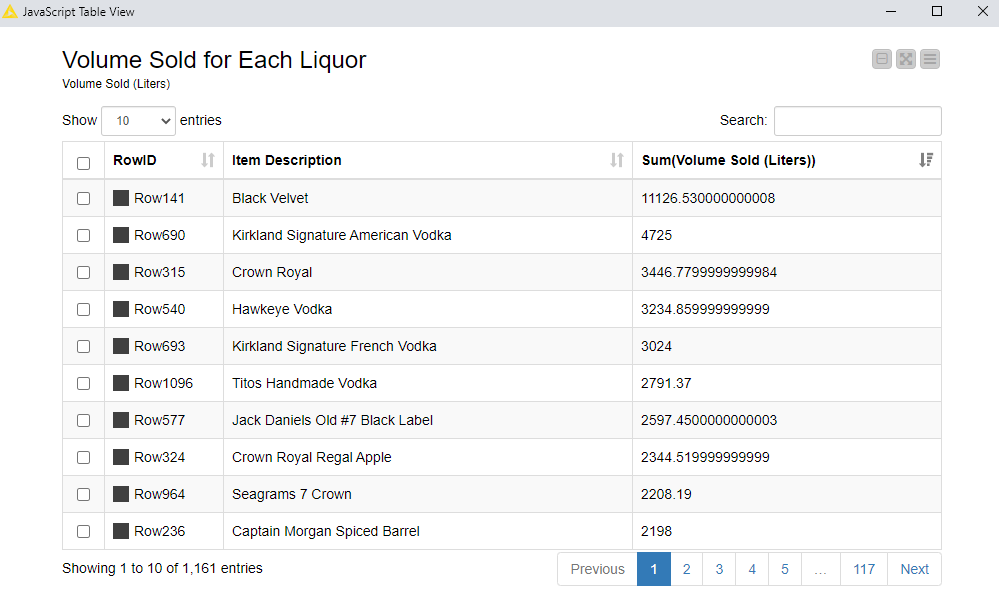 JavaScript Table View
Volume Sold for Each Liquor
Volume Sold (Liters)
Show 10 entries Search:
RowID Item Description Sum(Volume Sold (Liters))
Row141 Black Velvet 11126.530000000008
Row690 Kirkland Signature American Vodka 4725
Row315 Crown Royal 3446.7799999999984
Row540 Hawkeye Vodka 3234.859999999999
Row693 Kirkland Signature French Vodka 3024
Row1096 Titos Handmade Vodka 2791.37
Row577 Jack Daniels Old #7 Black Label 2597.4500000000003
Row324 Crown Royal Regal Apple 2344.519999999999
Row964 Seagrams 7 Crown 2208.19
Row236 Captain Morgan Spiced Barrel 2198
Showing 1 to 10 of 1,161 entries Previous 1 2 3 4 5 … 117 Next